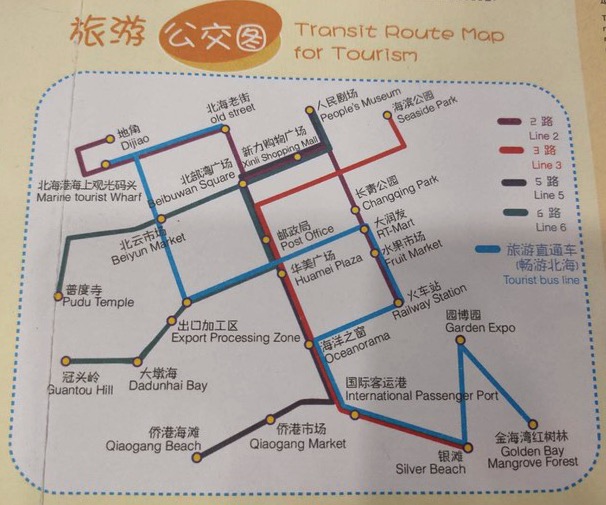 旅游 公交图
Transit Route Map
for Tourism
地角
Dijiao
北海老街
old street
人民剧场
People's Museum
海滨公园
Seaside Park
新力购物广场
Xinli Shopping Mall
2 路
Line 2
3 路
Line 3
5 路
Line 5
6 路
Line 6
旅游直通车
(畅游北海)
Tourist bus line
北海港海上观光码头
Marine tourist Wharf
北部湾广场
Beibuwan Square
长青公园
Changqing Park
北云市场
Beiyun Market
邮政局
Post Office
大润发
RT-Mart
水果市场
Fruit Market
华美广场
Huamei Plaza
普度寺
Pudu Temple
火车站
Railway Station
出口加工区
Export Processing Zone
园博园
Garden Expo
海洋之窗
Oceanorama
冠头岭
Guantou Hill
大墩海
Dadunhai Bay
国际客运港
International Passenger Port
侨港海滩
Qiaogang Beach
侨港市场
Qiaogang Market
银滩
Silver Beach
金海湾红树林
Golden Bay
Mangrove Forest